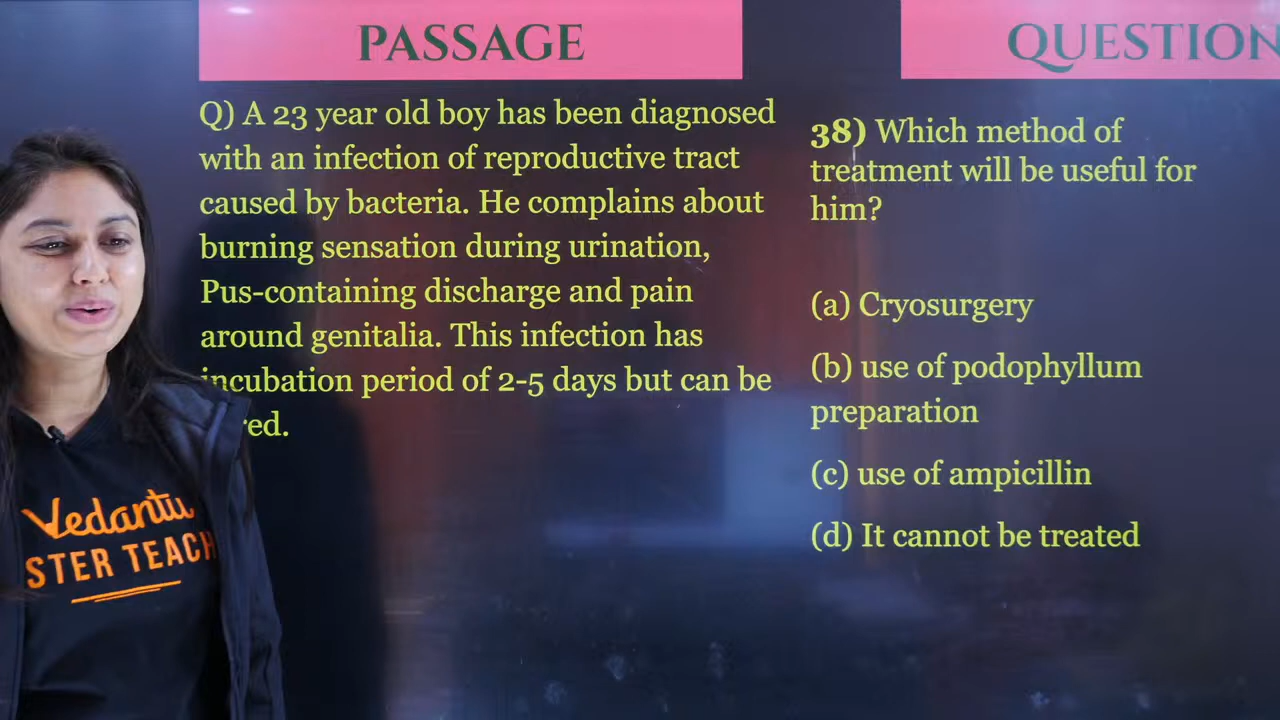 PASSAGE
Q) A 23 year old boy has been diagnosed
with an infection of reproductive tract
caused by bacteria. He complains about
burning sensation during urination,
Pus-containing discharge and pain
around genitalia. This infection has
incubation period of 2-5 days but can be
QUESTION
38) Which method of
treatment will be useful for
him?
(a) Cryosurgery
(b) use of podophyllum
preparation
(c) use of ampicillin
(d) It cannot be treated
Vedantu